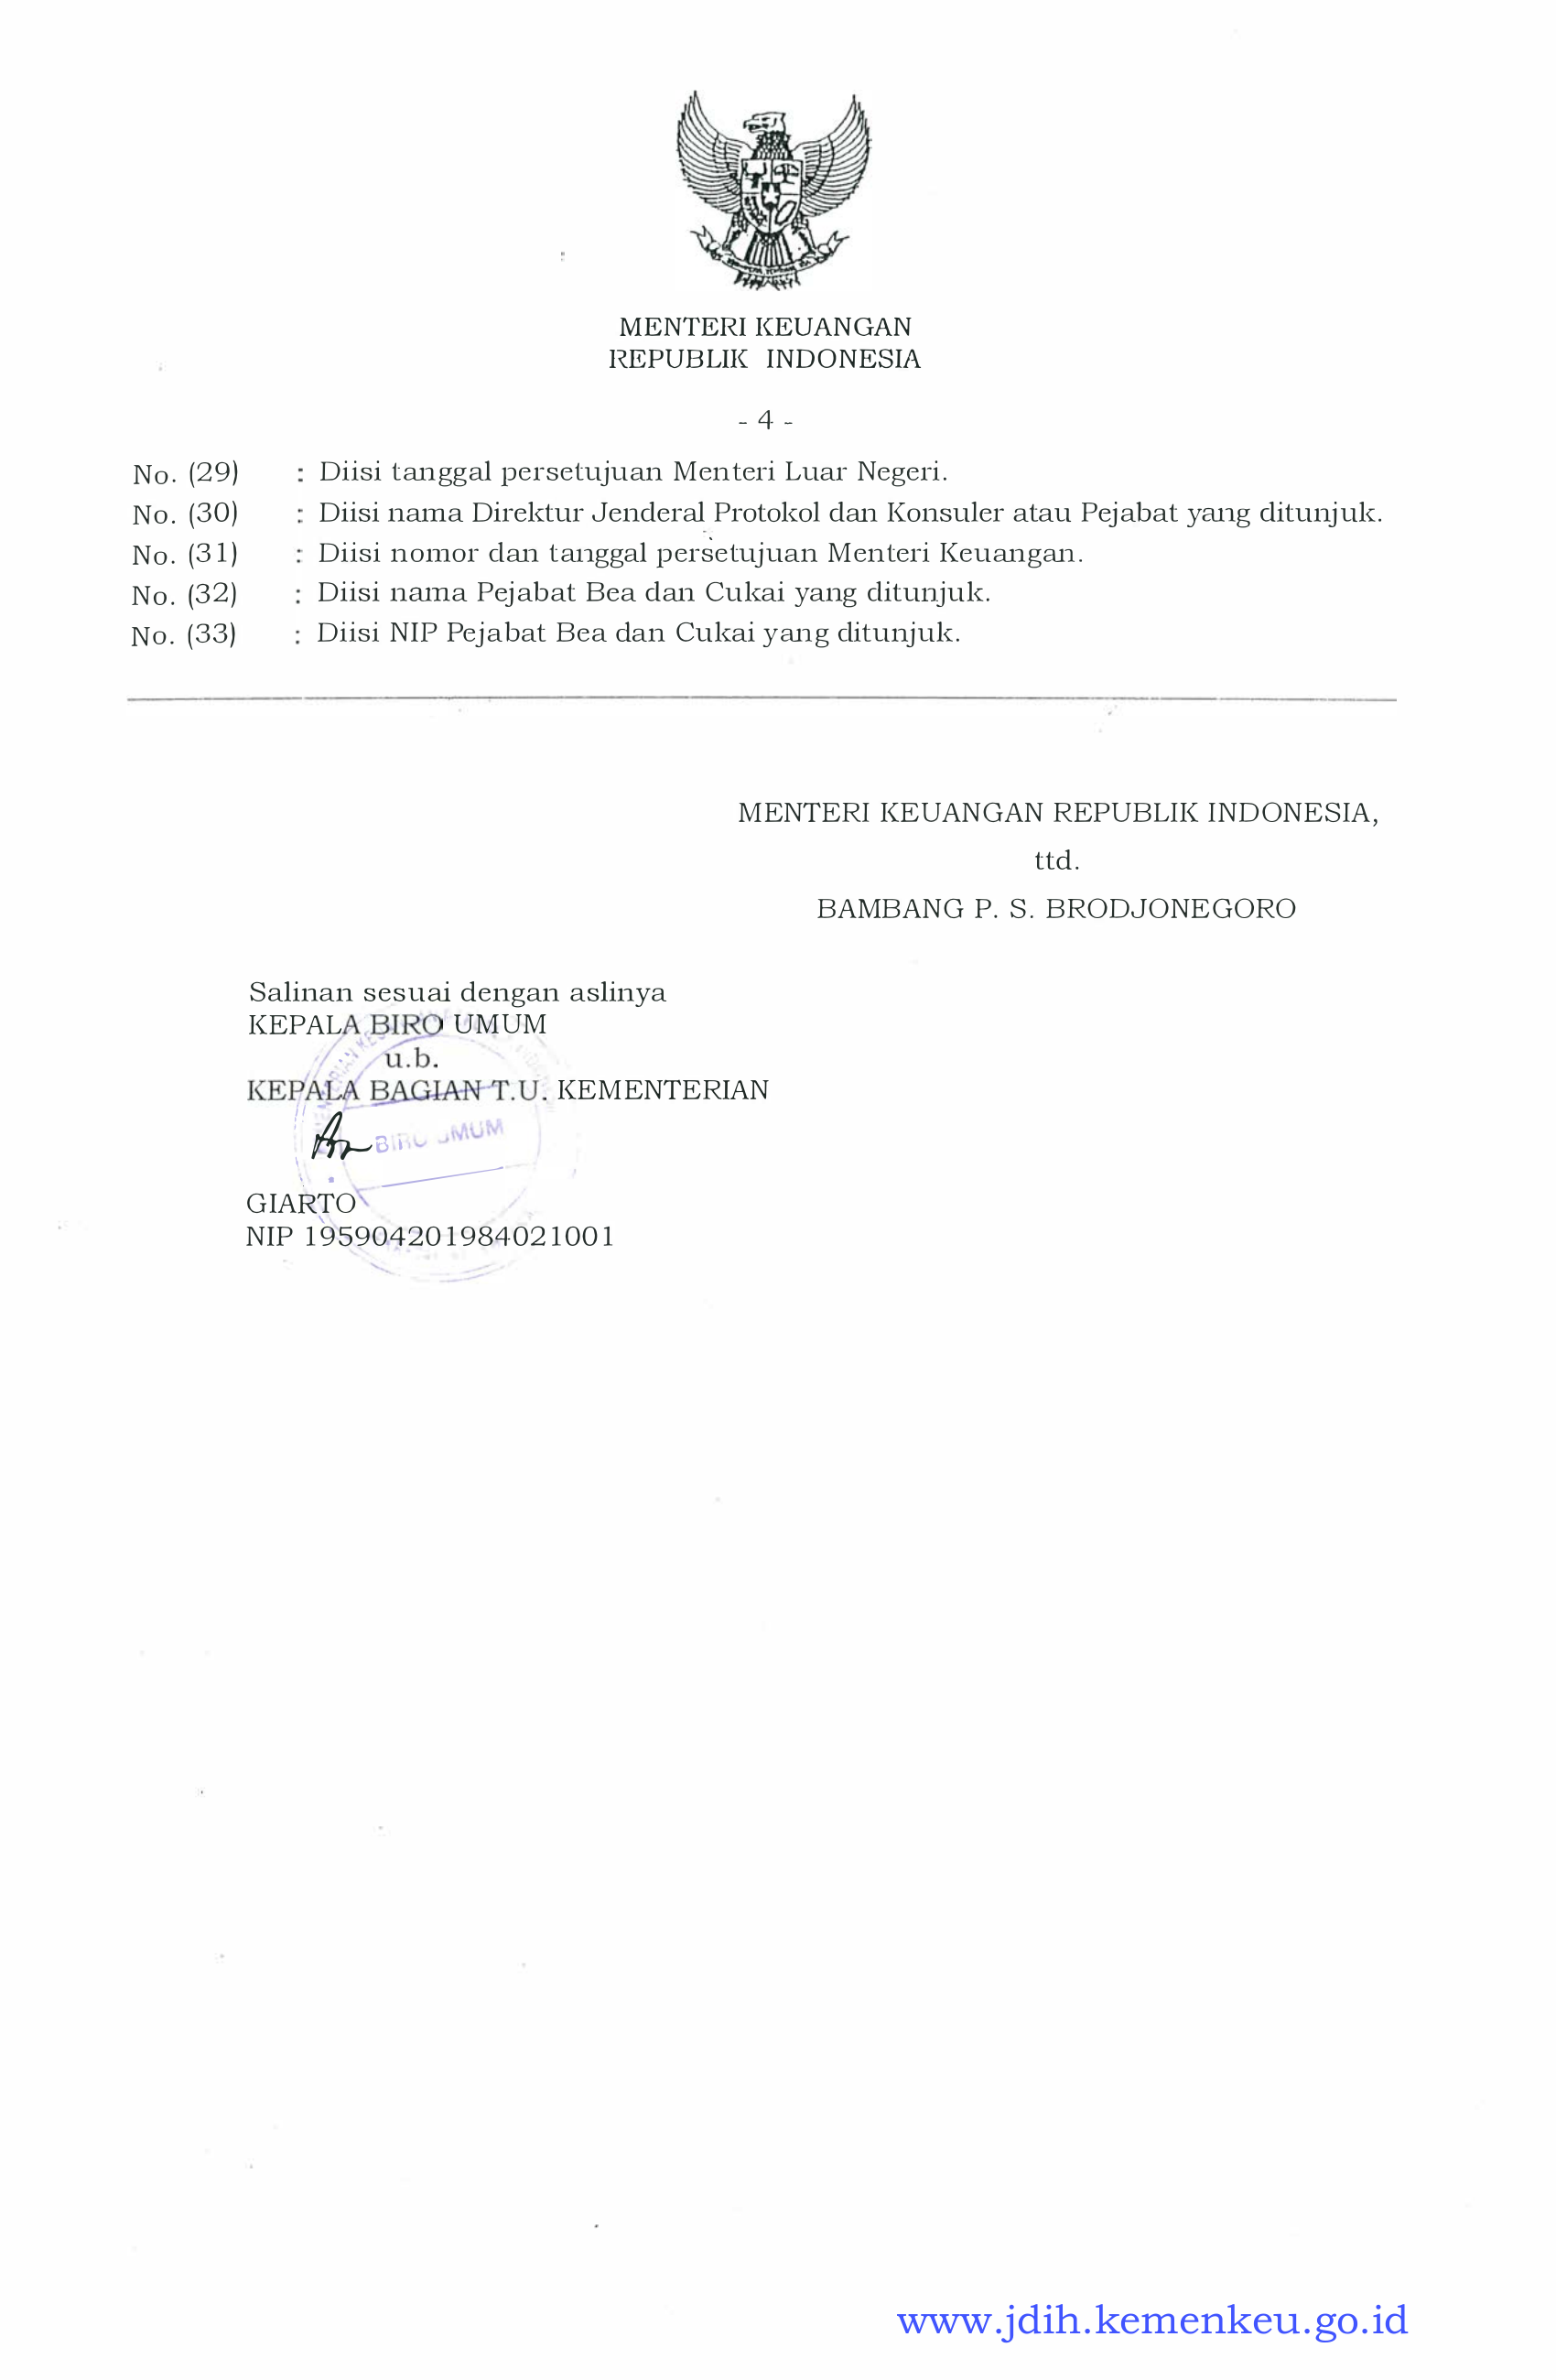 MENTERI KEUANGAN
REPUBLIK INDONESIA
- 4 -
No. (29) : Diisi tanggal persetujuan Menteri Luar Negeri.
No. (30) : Diisi nama Direktur Jenderal Protokol dan Konsuler atau Pejabat yang ditunjuk.
No. (31) : Diisi nomor dan tanggal persetujuan Menteri Keuangan.
No. (32) : Diisi nama Pejabat Bea dan Cukai yang ditunjuk.
No. (33) : Diisi NIP Pejabat Bea dan Cukai yang ditunjuk.
MENTERI KEUANGAN REPUBLIK INDONESIA,
ttd.
BAMBANG P. S. BRODJONEGORO
Salinan sesuai dengan aslinya
KEPALA BIRO UMUM
u.b.
KEPALA BAGIAN T.U. KEMENTERIAN
BIRO UMUM
GIARTO
NIP 195904201984021001
www.jdih.kemenkeu.go.id